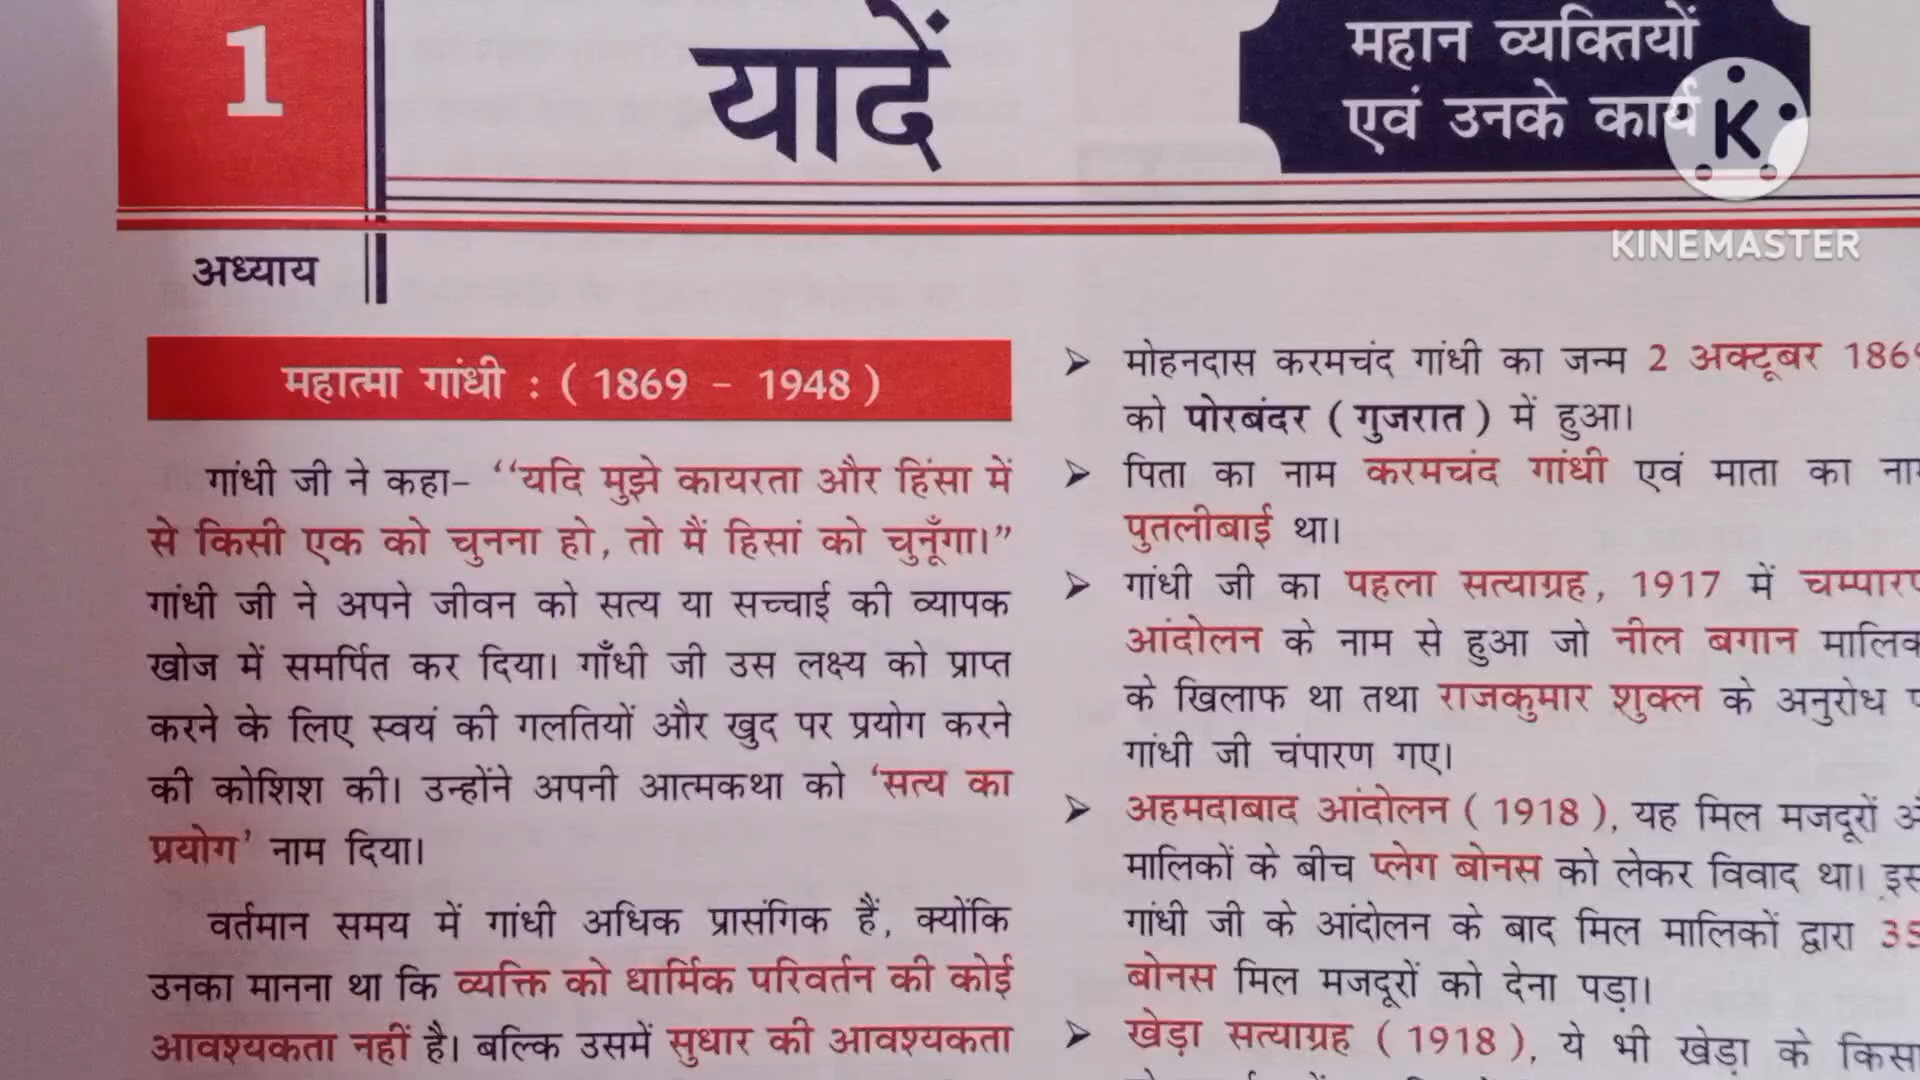 1
यादें
महान व्यक्तियों
एवं उनके कार्य
K
KINEMASTER
अध्याय
महात्मा गांधी : ( 1869 - 1948 )
गांधी जी ने कहा- ‘‘यदि मुझे कायरता और हिंसा में
से किसी एक को चुनना हो, तो मैं हिसां को चुनूँगा।”
गांधी जी ने अपने जीवन को सत्य या सच्चाई की व्यापक
खोज में समर्पित कर दिया। गाँधी जी उस लक्ष्य को प्राप्त
करने के लिए स्वयं की गलतियों और खुद पर प्रयोग करने
की कोशिश की। उन्होंने अपनी आत्मकथा को ‘सत्य का
प्रयोग’ नाम दिया।
वर्तमान समय में गांधी अधिक प्रासंगिक हैं, क्योंकि
उनका मानना था कि व्यक्ति को धार्मिक परिवर्तन की कोई
आवश्यकता नहीं है। बल्कि उसमें सुधार की आवश्यकता
➤ मोहनदास करमचंद गांधी का जन्म 2 अक्टूबर 1869
को पोरबंदर ( गुजरात ) में हुआ।
➤ पिता का नाम करमचंद गांधी एवं माता का नाम
पुतलीबाई था।
➤ गांधी जी का पहला सत्याग्रह, 1917 में चम्पारण
आंदोलन के नाम से हुआ जो नील बगान मालिक
के खिलाफ था तथा राजकुमार शुक्ल के अनुरोध
गांधी जी चंपारण गए।
➤ अहमदाबाद आंदोलन ( 1918 ), यह मिल मजदूरों
मालिकों के बीच प्लेग बोनस को लेकर विवाद था।
गांधी जी के आंदोलन के बाद मिल मालिकों द्वारा 35
बोनस मिल मजदूरों को देना पड़ा।
➤ खेड़ा सत्याग्रह ( 1918 ), ये भी खेड़ा के